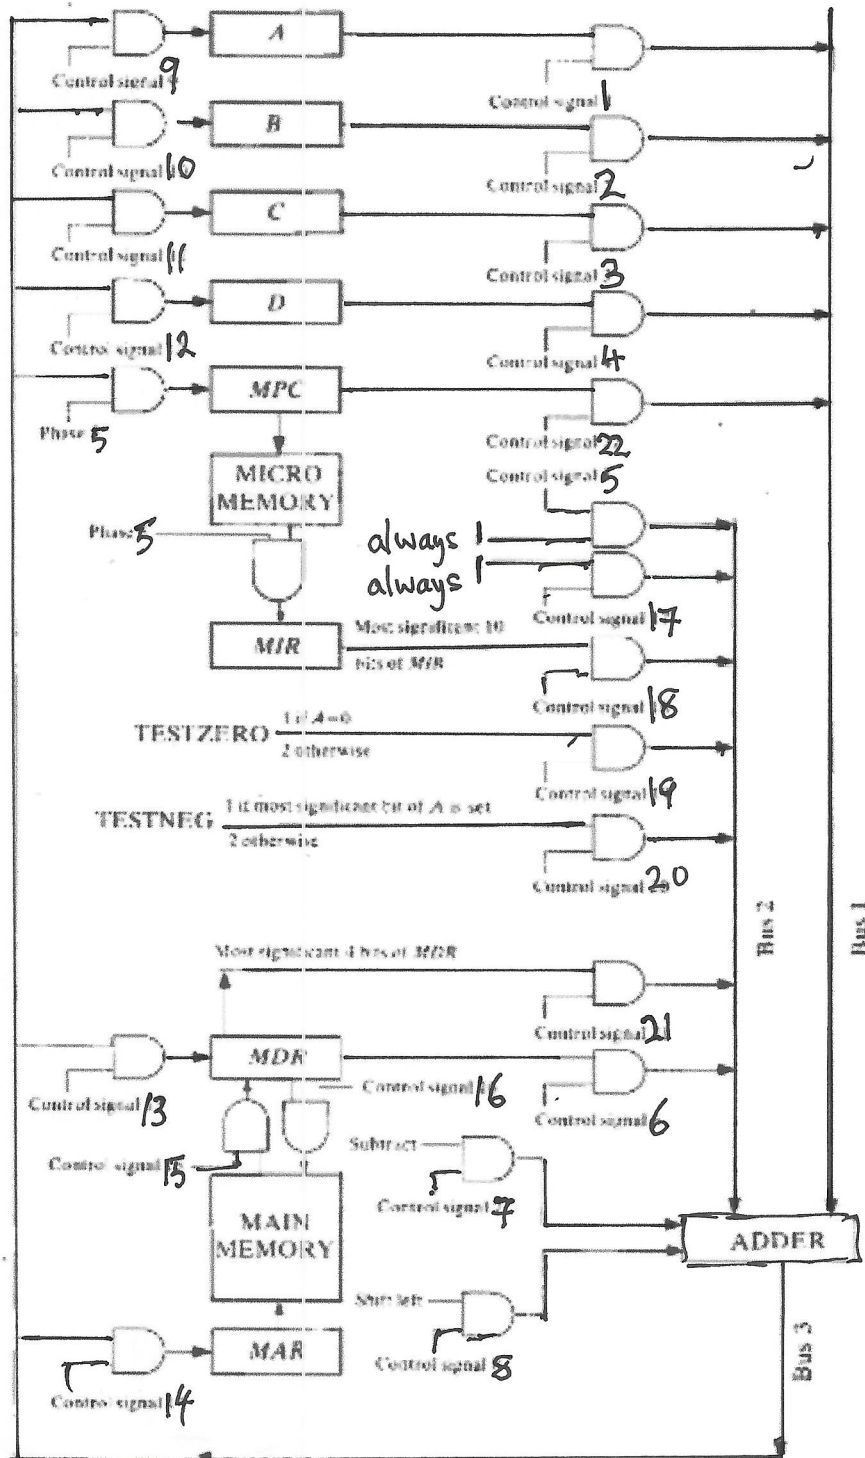 A
Control signal 9
Control signal 1
B
Control signal 10
Control signal 2
C
Control signal 11
Control signal 3
D
Control signal 12
Control signal 4
MPC
Phase 5
Control signal 22
Control signal 5
MICRO
MEMORY
Phase 5
always 1
always 1
Control signal 17
MIR
Most significant 10
bits of MIR
Control signal 18
TESTZERO
1 if A=0
2 otherwise
Control signal 19
TESTNEG
1 if most significant bit of A is set
2 otherwise
Control signal 20
Bus 2
Bus 1
Most significant 4 bits of MDR
Control signal 21
MDR
Control signal 13
Control signal 16
Control signal 6
Control signal 15
Subtract
Control signal 7
MAIN
MEMORY
ADDER
Shift left
Control signal 8
MAR
Control signal 14
Bus 3